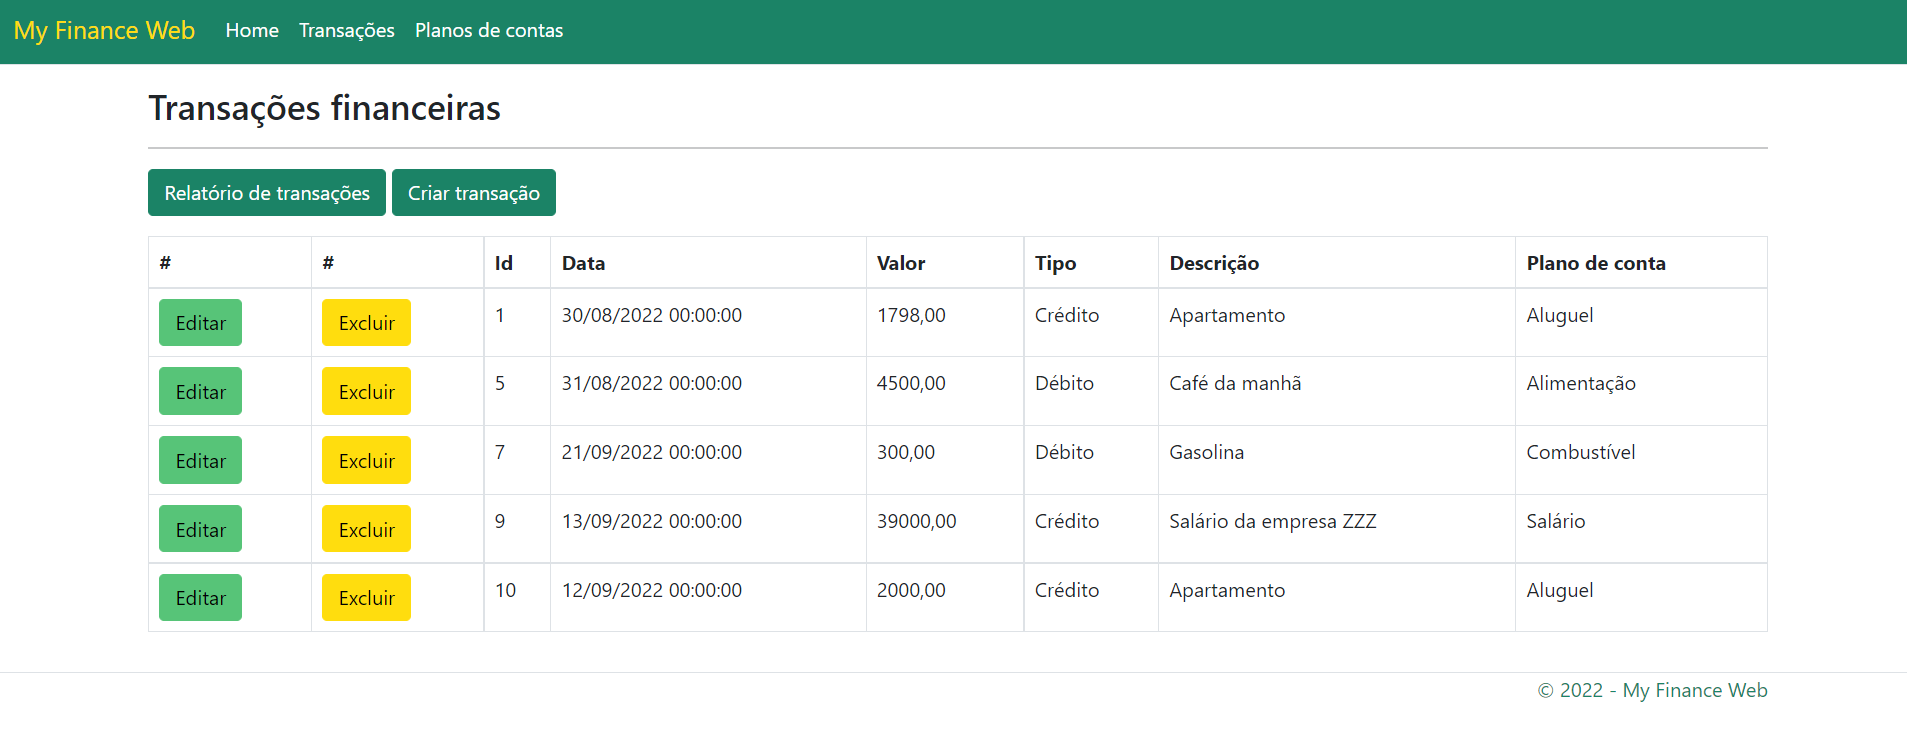 My Finance Web Home Transações Planos de contas
Transações financeiras
Relatório de transações Criar transação
# # Id Data Valor Tipo Descrição Plano de conta
Editar Excluir 1 30/08/2022 00:00:00 1798,00 Crédito Apartamento Aluguel
Editar Excluir 5 31/08/2022 00:00:00 4500,00 Débito Café da manhã Alimentação
Editar Excluir 7 21/09/2022 00:00:00 300,00 Débito Gasolina Combustível
Editar Excluir 9 13/09/2022 00:00:00 39000,00 Crédito Salário da empresa ZZZ Salário
Editar Excluir 10 12/09/2022 00:00:00 2000,00 Crédito Apartamento Aluguel
© 2022 - My Finance Web